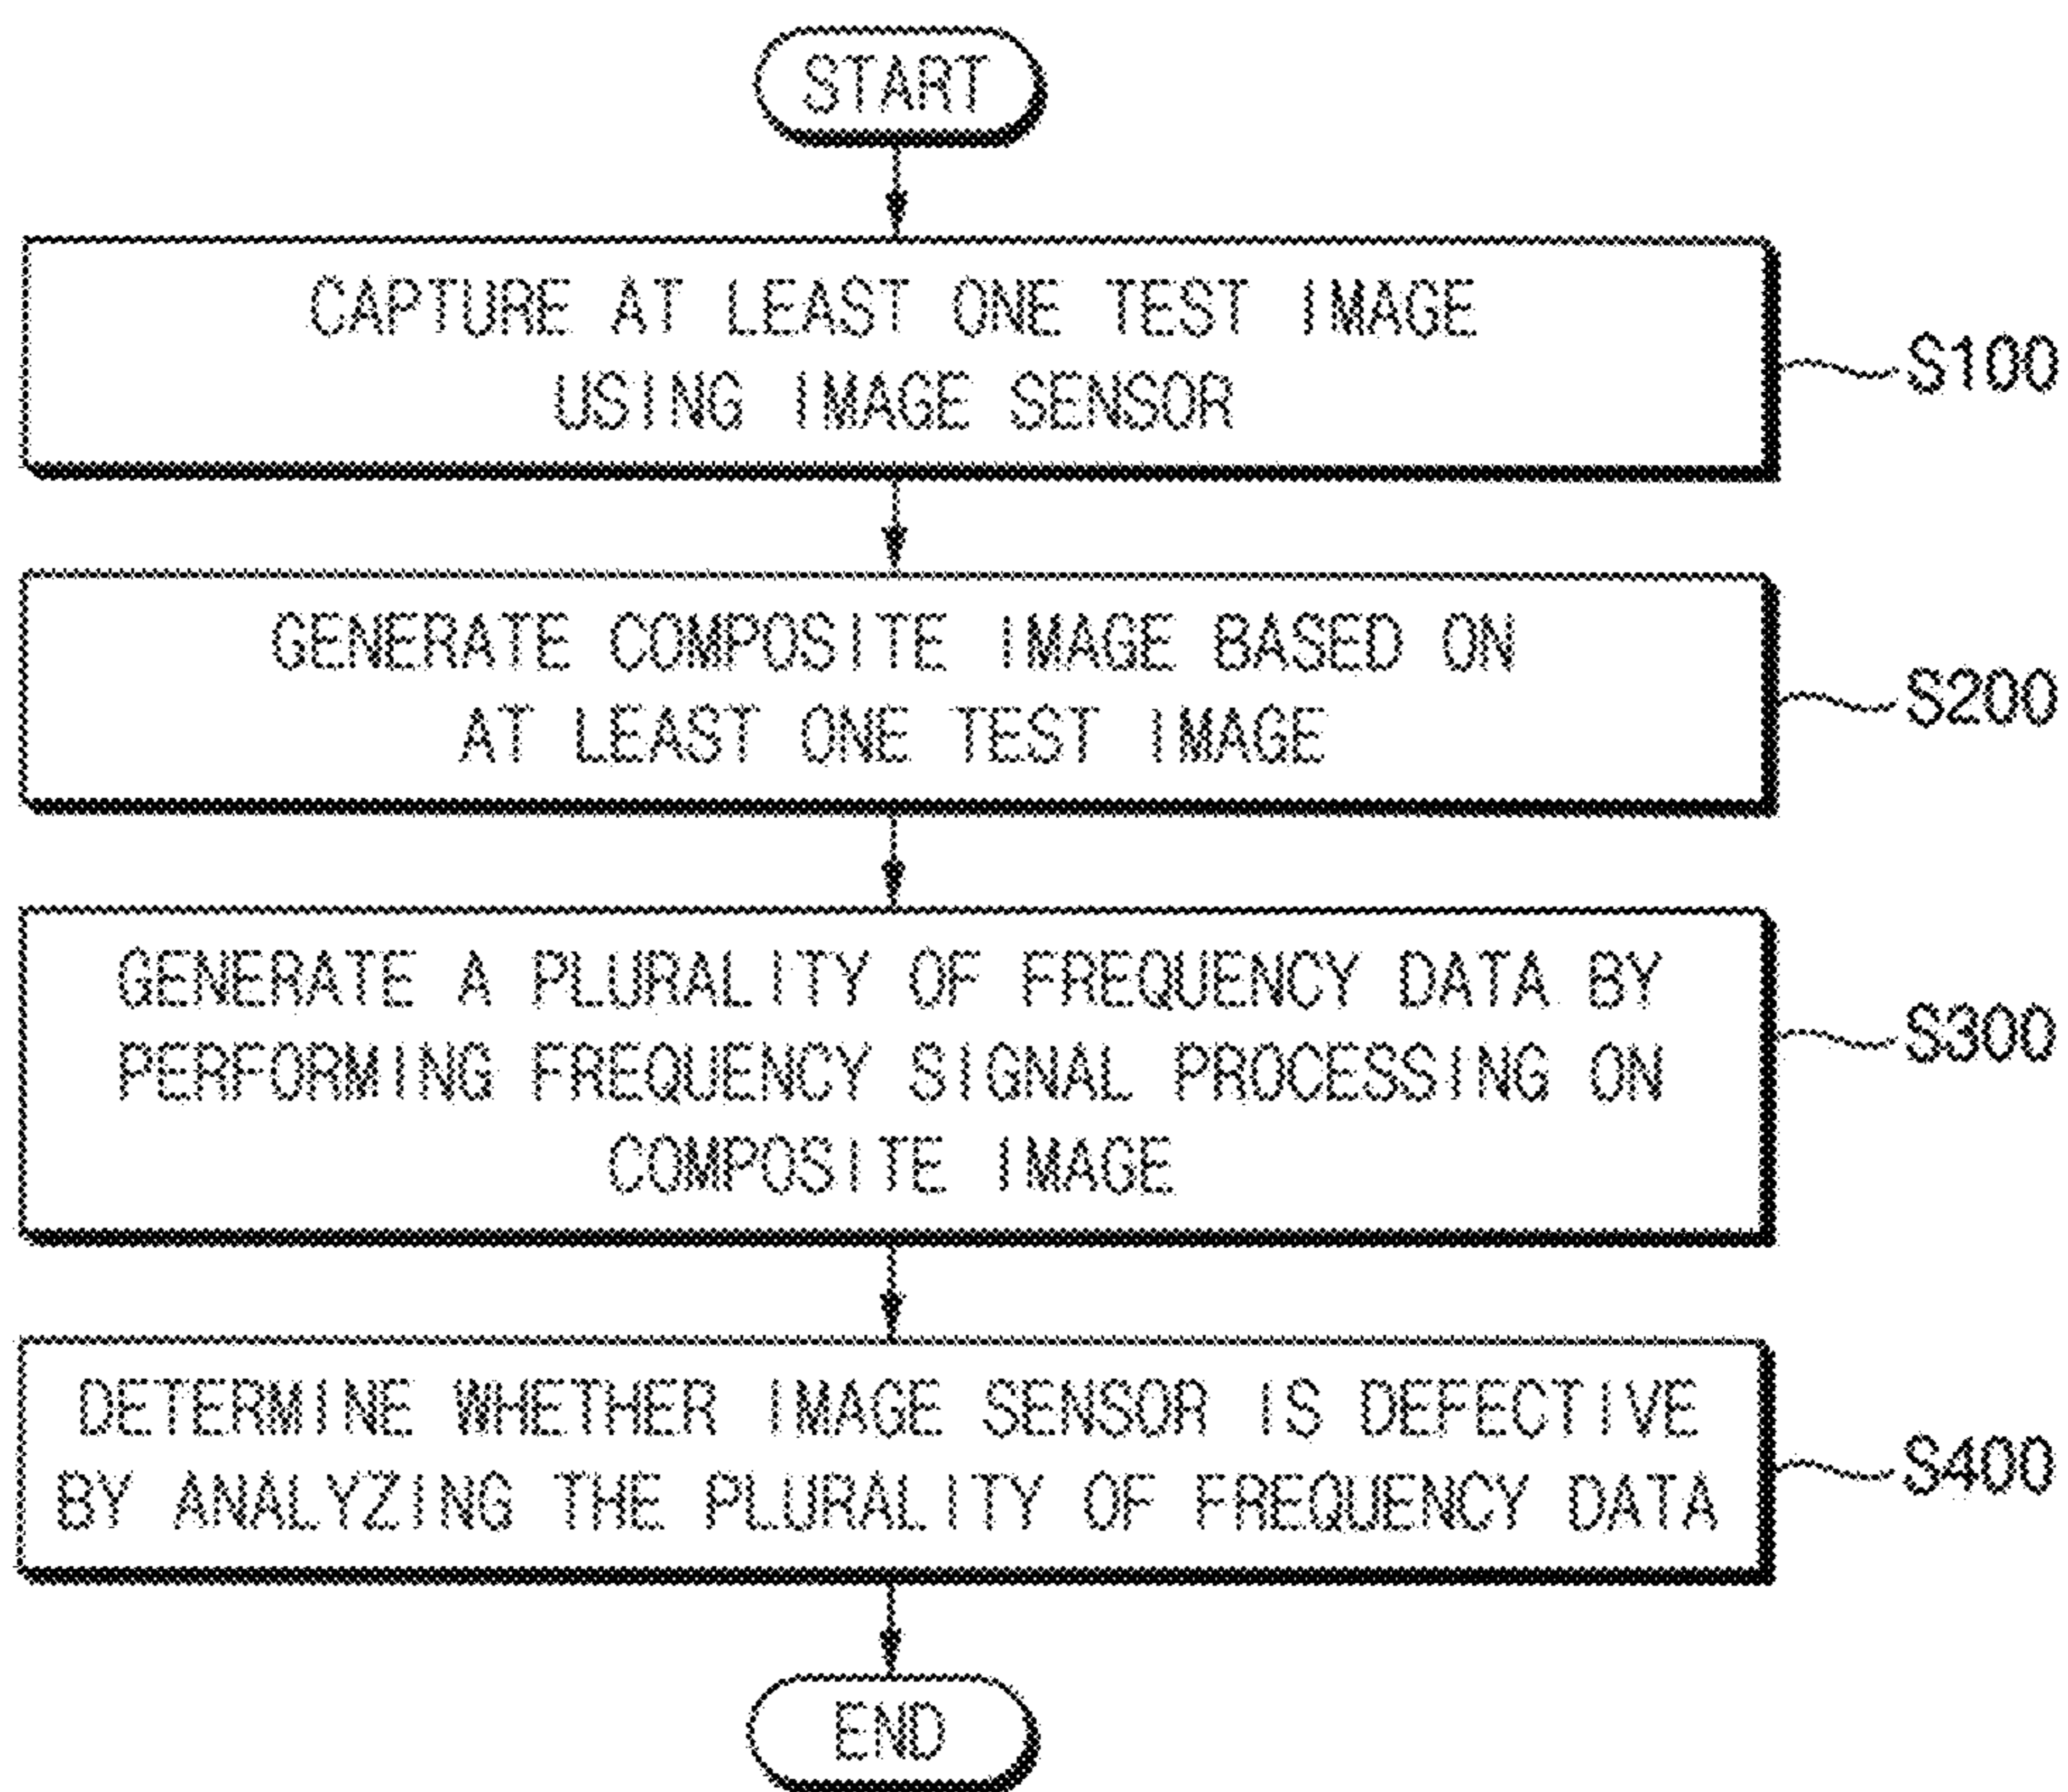 START
CAPTURE AT LEAST ONE TEST IMAGE
USING IMAGE SENSOR
S100
GENERATE COMPOSITE IMAGE BASED ON
AT LEAST ONE TEST IMAGE
S200
GENERATE A PLURALITY OF FREQUENCY DATA BY
PERFORMING FREQUENCY SIGNAL PROCESSING ON
COMPOSITE IMAGE
S300
DETERMINE WHETHER IMAGE SENSOR IS DEFECTIVE
BY ANALYZING THE PLURALITY OF FREQUENCY DATA
S400
END